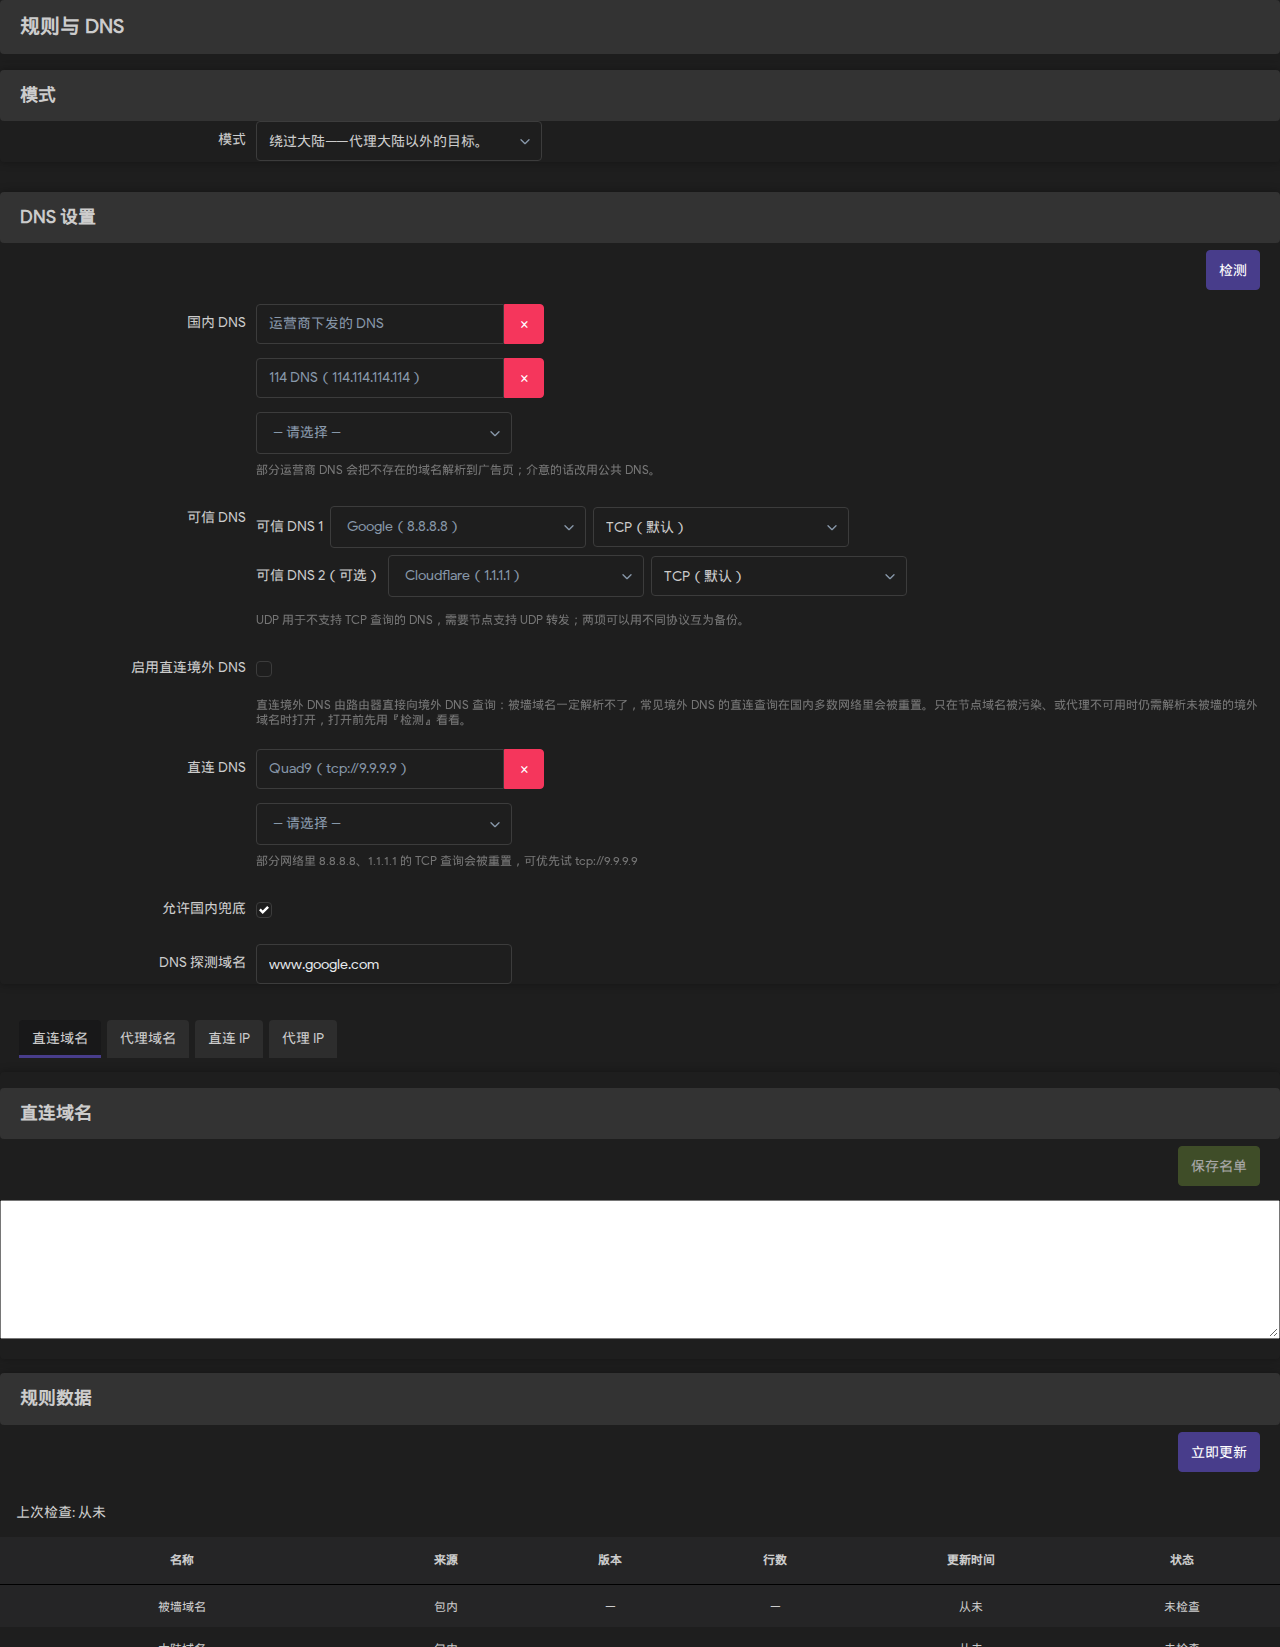 规则与 DNS
模式
模式 绕过大陆——代理大陆以外的目标。
DNS 设置
检测
国内 DNS 运营商下发的 DNS ×
114 DNS（114.114.114.114） ×
— 请选择 —
部分运营商 DNS 会把不存在的域名解析到广告页；介意的话改用公共 DNS。
可信 DNS 可信 DNS 1 Google（8.8.8.8） TCP（默认）
可信 DNS 2（可选） Cloudflare（1.1.1.1） TCP（默认）
UDP 用于不支持 TCP 查询的 DNS，需要节点支持 UDP 转发；两项可以用不同协议互为备份。
启用直连境外 DNS
直连境外 DNS 由路由器直接向境外 DNS 查询：被墙域名一定解析不了，常见境外 DNS 的直连查询在国内多数网络里会被重置。只在节点域名被污染、或代理不可用时仍需解析未被墙的境外
域名时打开，打开前先用『检测』看看。
直连 DNS Quad9（tcp://9.9.9.9） ×
— 请选择 —
部分网络里 8.8.8.8、1.1.1.1 的 TCP 查询会被重置，可优先试 tcp://9.9.9.9
允许国内兜底
DNS 探测域名 www.google.com
直连域名 代理域名 直连 IP 代理 IP
直连域名
保存名单
规则数据
立即更新
上次检查: 从未
名称 来源 版本 行数 更新时间 状态
被墙域名 包内 — — 从未 未检查